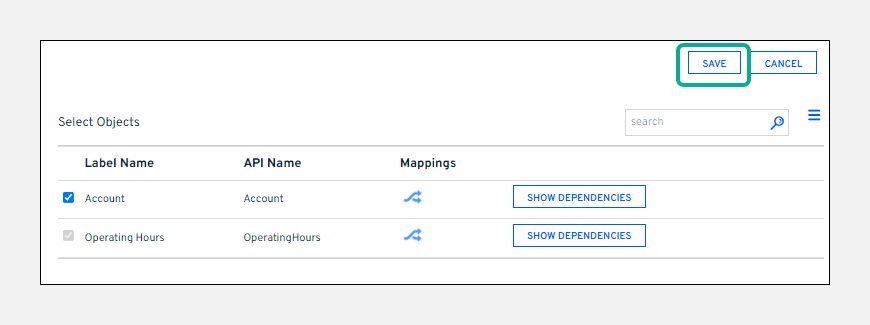 SAVE CANCEL
Select Objects search
Label Name API Name Mappings
Account Account SHOW DEPENDENCIES
Operating Hours OperatingHours SHOW DEPENDENCIES